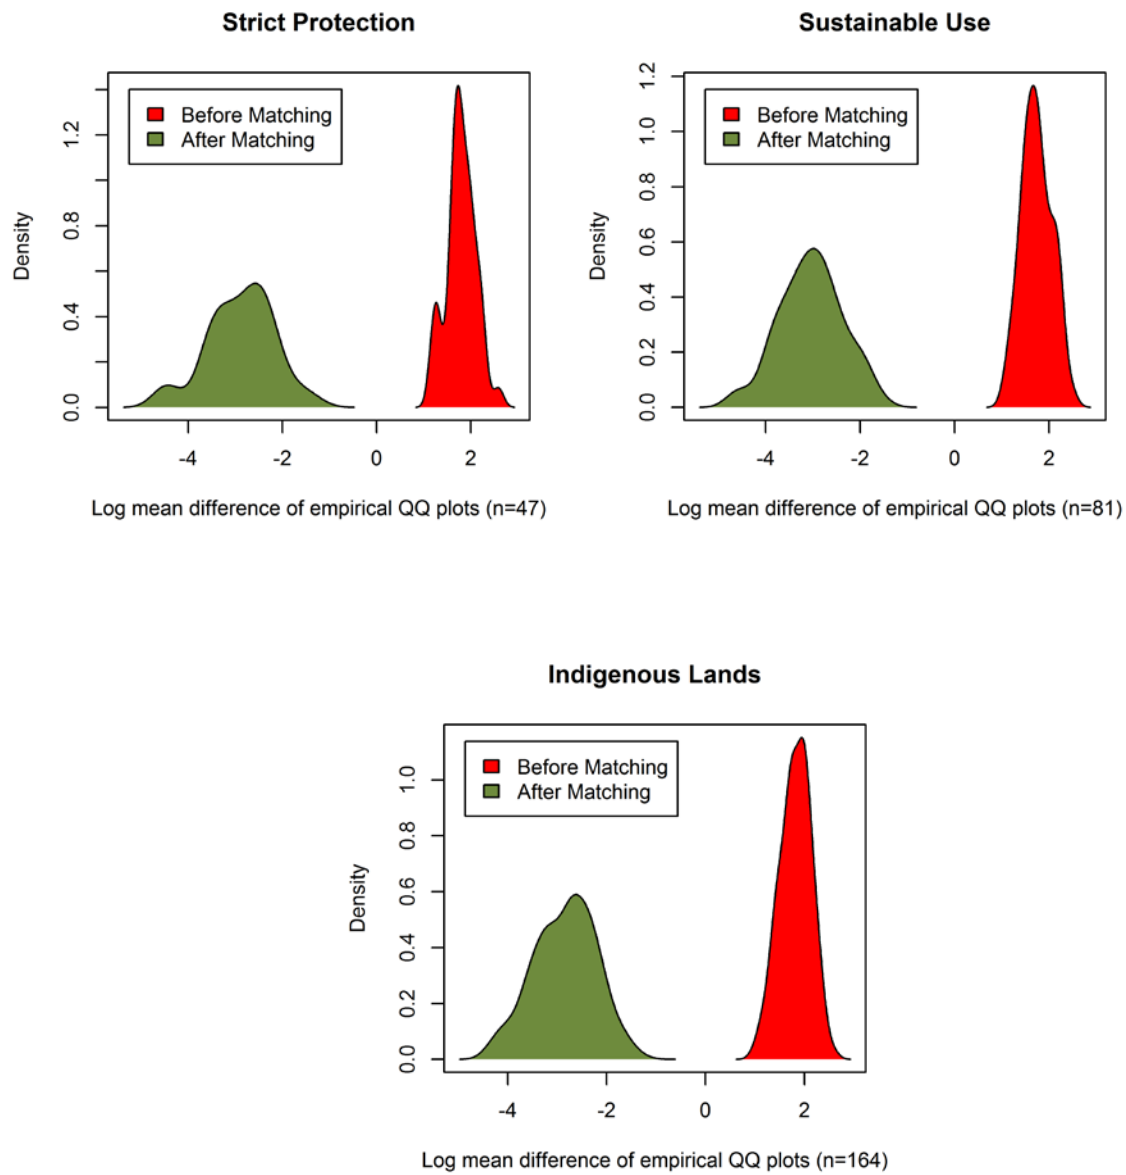 Strict Protection
Before Matching
After Matching
Density
0.0
0.4
0.8
1.2
-4
-2
0
2
Log mean difference of empirical QQ plots (n=47)
Sustainable Use
Before Matching
After Matching
Density
0.0
0.2
0.4
0.6
0.8
1.0
1.2
-4
-2
0
2
Log mean difference of empirical QQ plots (n=81)
Indigenous Lands
Before Matching
After Matching
Density
0.0
0.2
0.4
0.6
0.8
1.0
-4
-2
0
2
Log mean difference of empirical QQ plots (n=164)